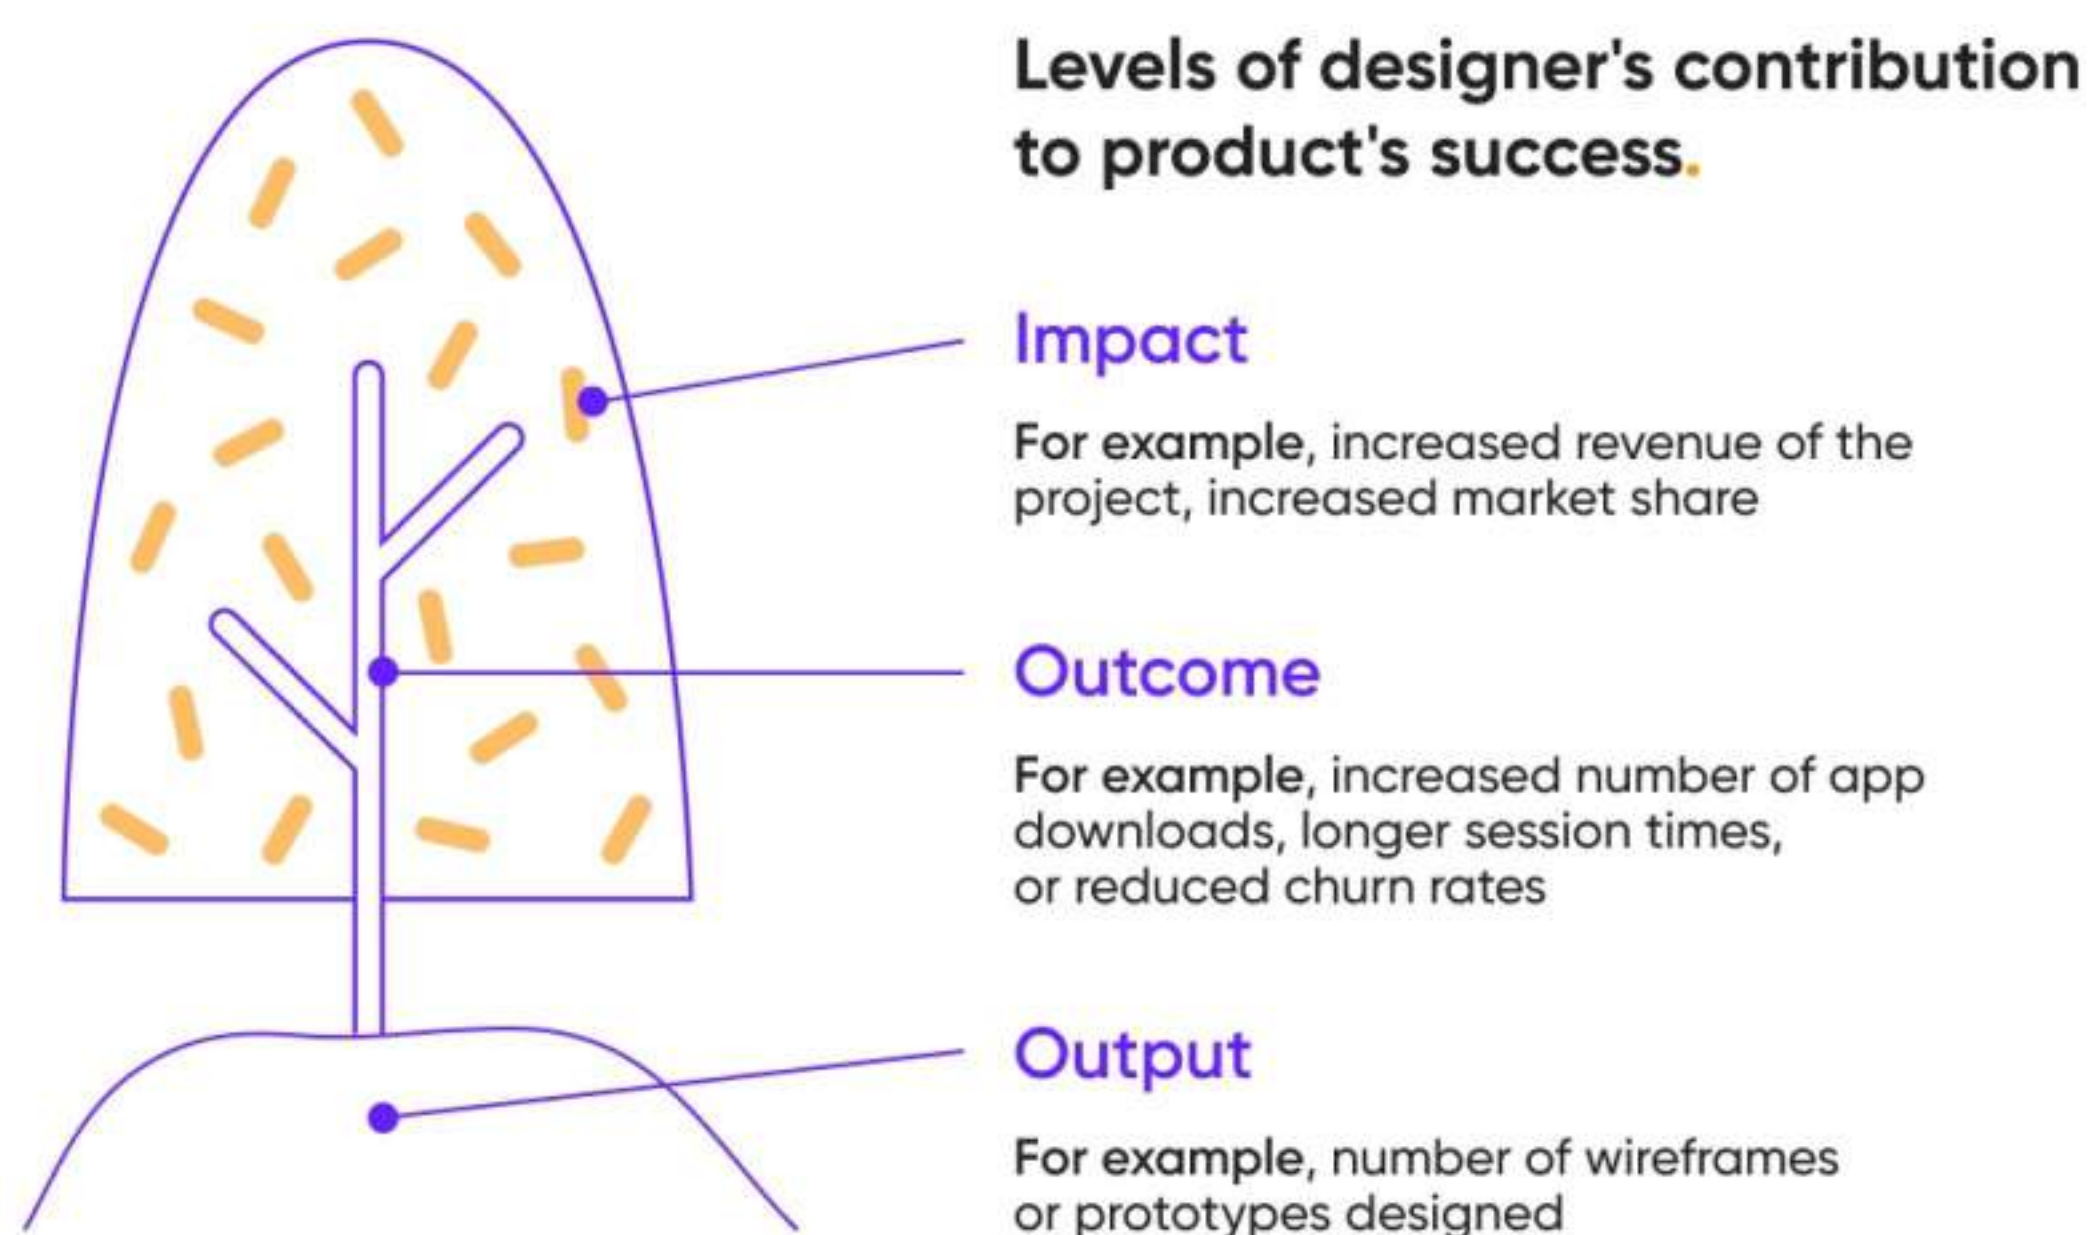 Levels of designer's contribution
to product's success.
Impact
For example, increased revenue of the
project, increased market share
Outcome
For example, increased number of app
downloads, longer session times,
or reduced churn rates
Output
For example, number of wireframes
or prototypes designed